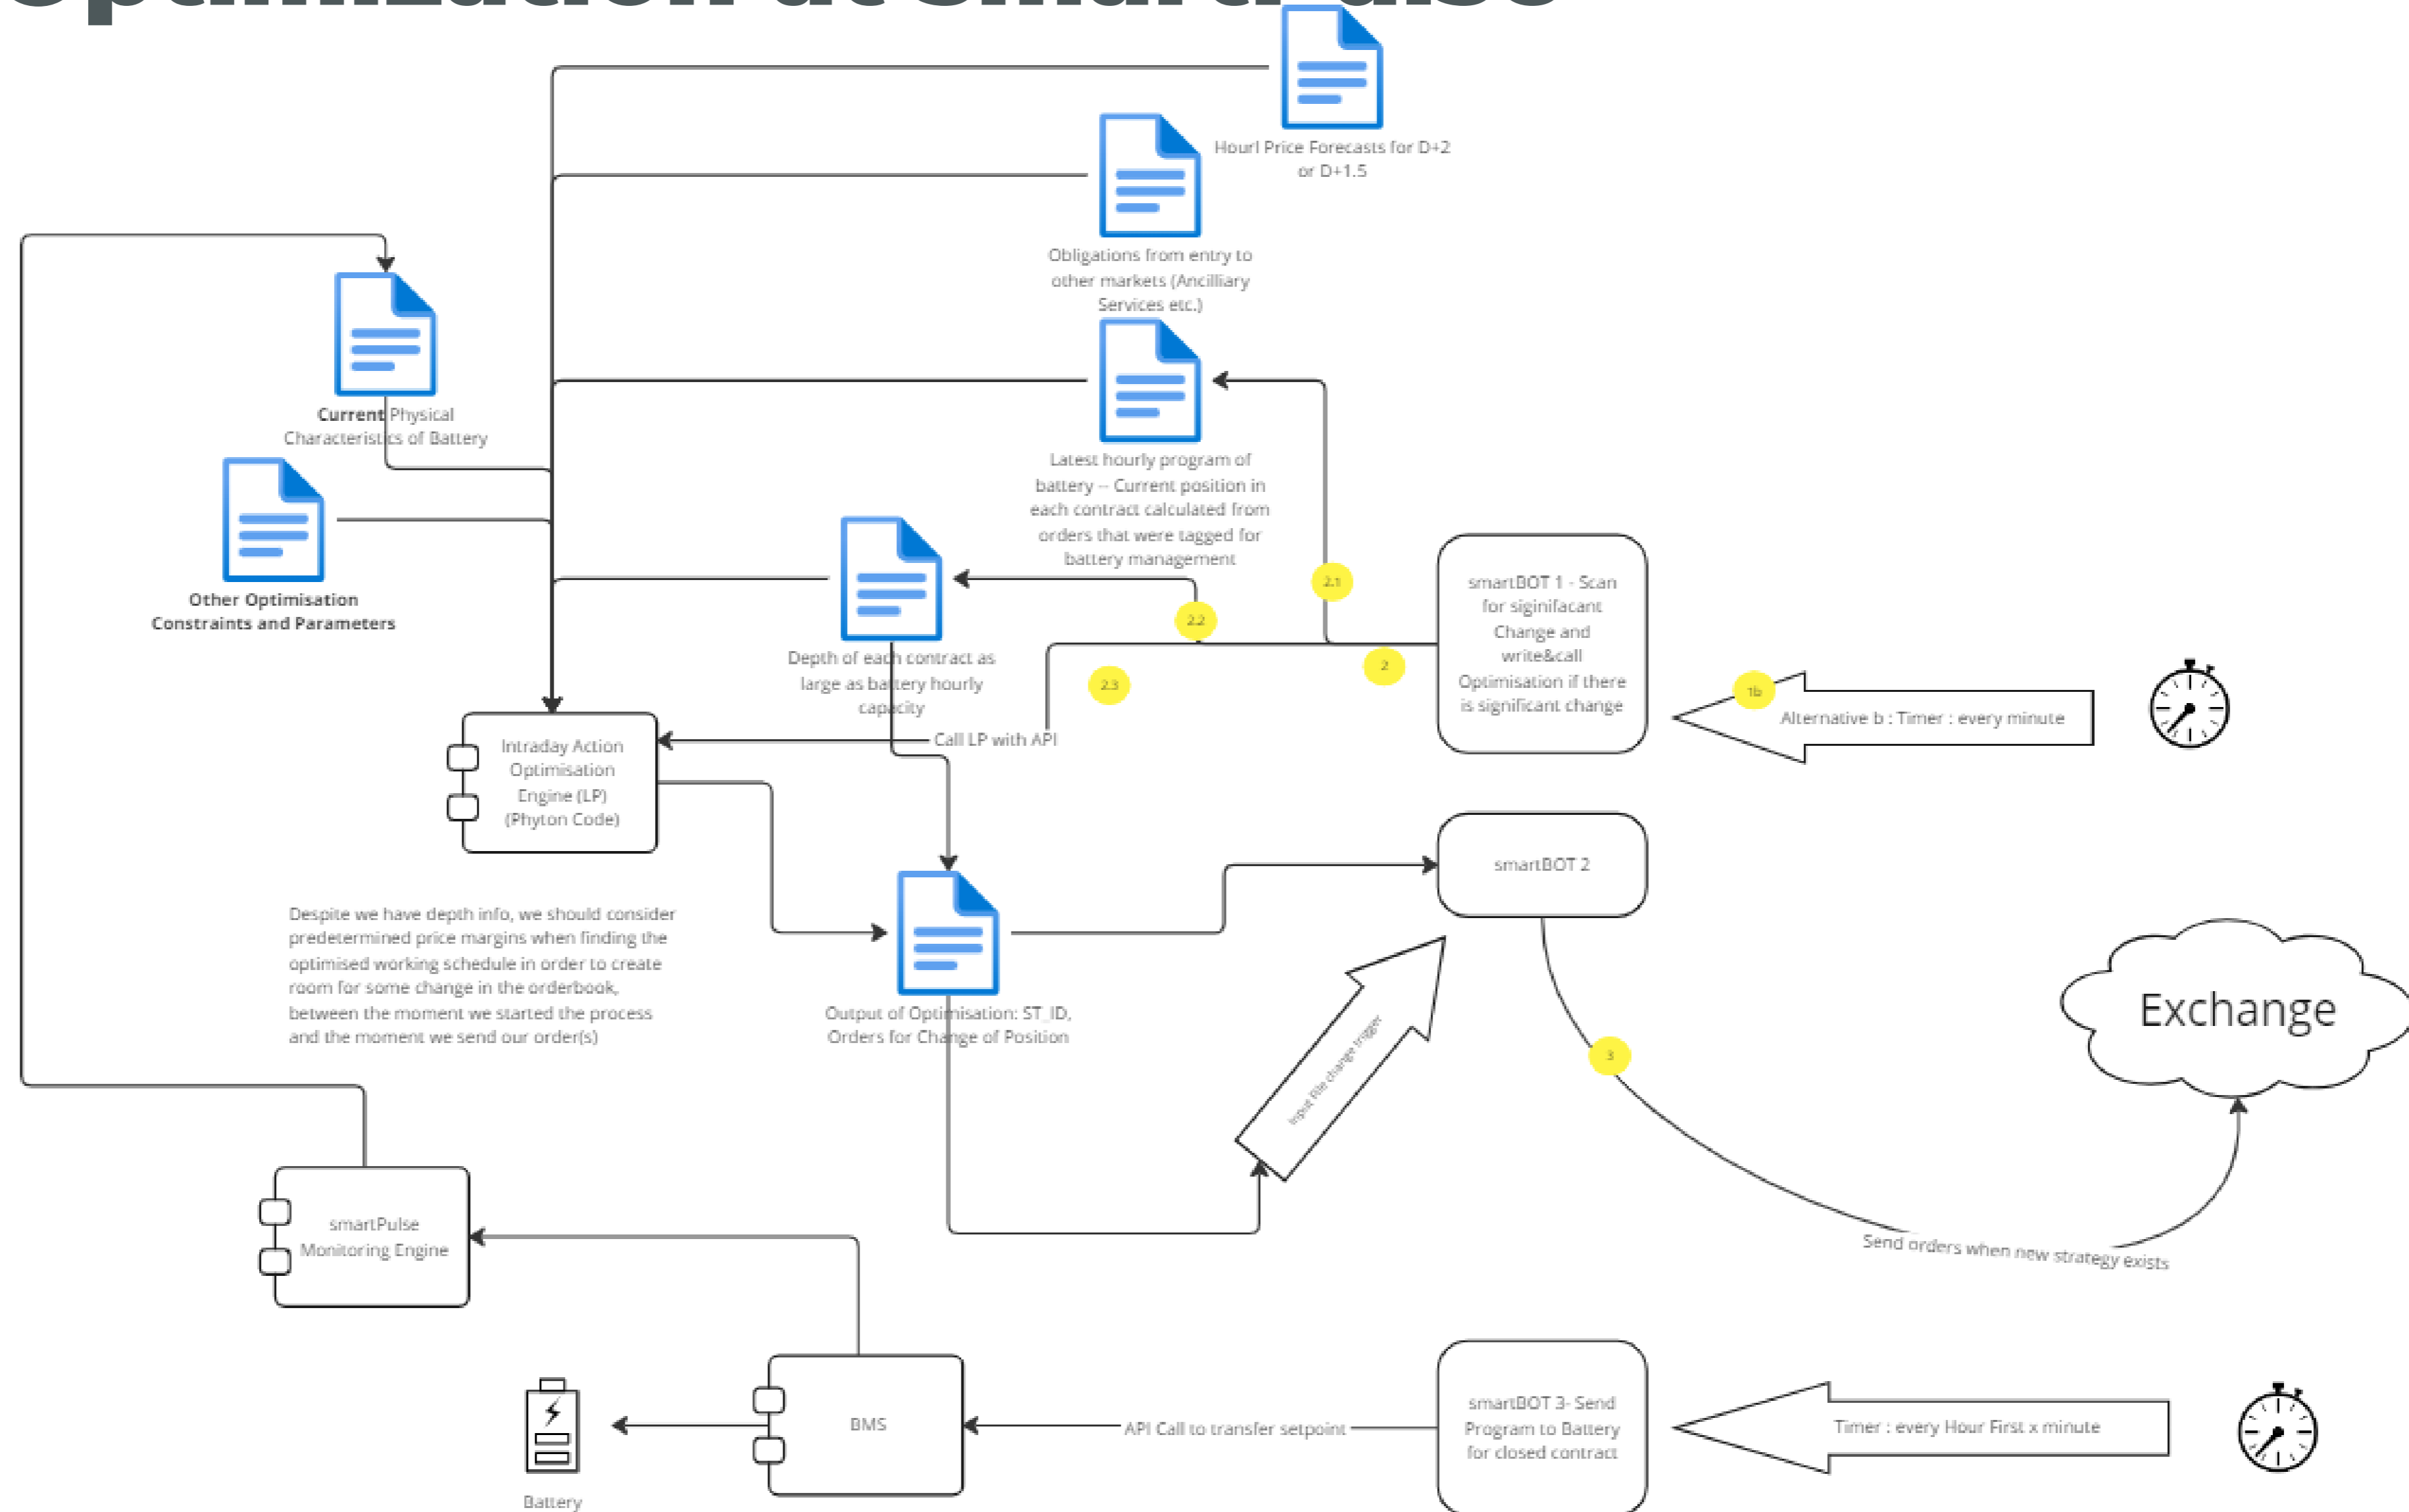 Optimization at smartPulse
Hourl Price Forecasts for D+2
or D+1.5
Obligations from entry to
other markets (Ancilliary
Services etc.)
Current Physical
Characteristics of Battery
Latest hourly program of
battery -- Current position in
each contract calculated from
orders that were tagged for
battery management
Other Optimisation
Constraints and Parameters
2.1
2.2
2
2.3
smartBOT 1 - Scan
for siginifacant
Change and
write&call
Optimisation if there
is significant change
1b
Alternative b : Timer : every minute
Depth of each contract as
large as battery hourly
capacity
Call LP with API
Intraday Action
Optimisation
Engine (LP)
(Phyton Code)
smartBOT 2
Despite we have depth info, we should consider
predetermined price margins when finding the
optimised working schedule in order to create
room for some change in the orderbook,
between the moment we started the process
and the moment we send our order(s)
Output of Optimisation: ST_ID,
Orders for Change of Position
Input File change trigger
3
Exchange
Send orders when new strategy exists
smartPulse
Monitoring Engine
BMS
API Call to transfer setpoint
smartBOT 3- Send
Program to Battery
for closed contract
Timer : every Hour First x minute
Battery